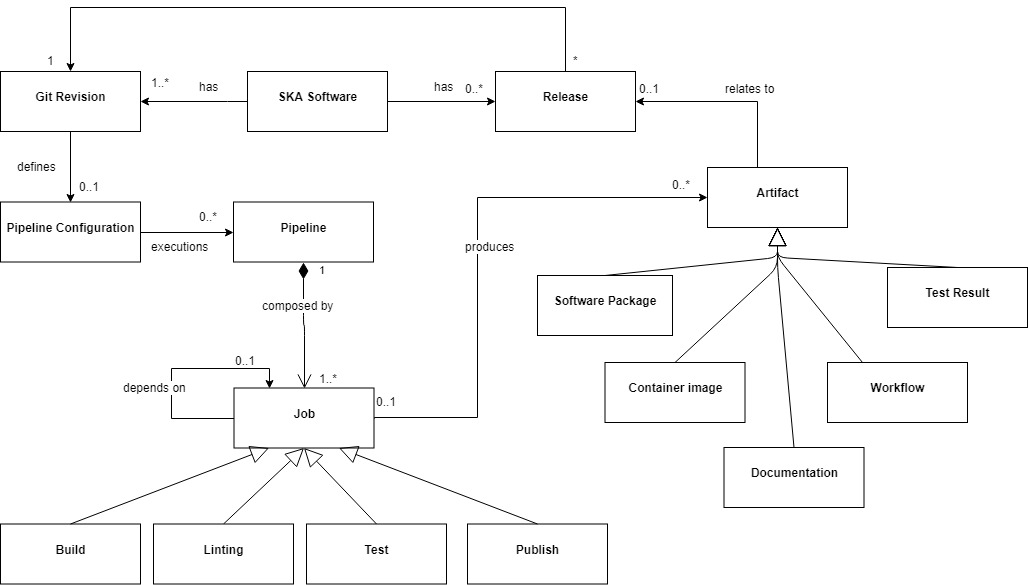 1
*
1..*
has
has
0..*
0..1
relates to
Git Revision
SKA Software
Release
defines
0..1
0..*
Artifact
Pipeline Configuration
0..*
executions
Pipeline
produces
1
composed by
Software Package
Test Result
0..1
depends on
1..*
0..1
Job
Container image
Workflow
Documentation
Build
Linting
Test
Publish